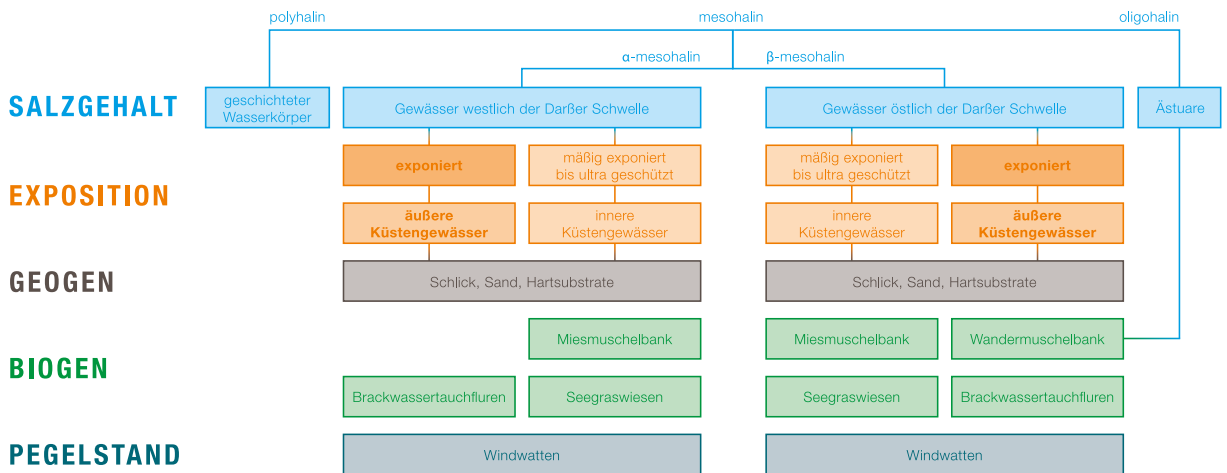 polyhalin mesohalin oligohalin
α-mesohalin β-mesohalin
SALZGEHALT
geschichteter
Wasserkörper
Gewässer westlich der Darßer Schwelle
Gewässer östlich der Darßer Schwelle
Ästuare
EXPOSITION
exponiert
mäßig exponiert
bis ultra geschützt
mäßig exponiert
bis ultra geschützt
exponiert
äußere
Küstengewässer
innere
Küstengewässer
innere
Küstengewässer
äußere
Küstengewässer
GEOGEN
Schlick, Sand, Hartsubstrate
Schlick, Sand, Hartsubstrate
BIOGEN
Miesmuschelbank
Miesmuschelbank
Wandermuschelbank
Brackwassertauchfluren
Seegraswiesen
Seegraswiesen
Brackwassertauchfluren
PEGELSTAND
Windwatten
Windwatten